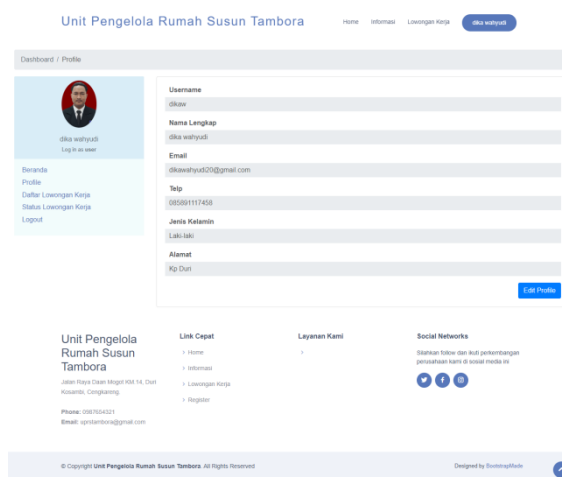 Unit Pengelola Rumah Susun Tambora
Home Informasi Lowongan Kerja dika wahyudi
Dashboard / Profile
dika wahyudi
Log in as user
Beranda
Profile
Daftar Lowongan Kerja
Status Lowongan Kerja
Logout
Username
dikaw
Nama Lengkap
dika wahyudi
Email
dikawahyudi20@gmail.com
Telp
085891117458
Jenis Kelamin
Laki-laki
Alamat
Kp Duri
Edit Profile
Unit Pengelola
Rumah Susun
Tambora
Jalan Raya Daan Mogot KM.14, Duri
Kosambi, Cengkareng.
Phone: 0987654321
Email: uprstambora@gmail.com
Link Cepat
> Home
> Informasi
> Lowongan Kerja
> Register
Layanan Kami
>
Social Networks
Silahkan follow dan ikuti perkembangan
perusahaan kami di sosial media ini
© Copyright Unit Pengelola Rumah Susun Tambora. All Rights Reserved
Designed by BootstrapMade